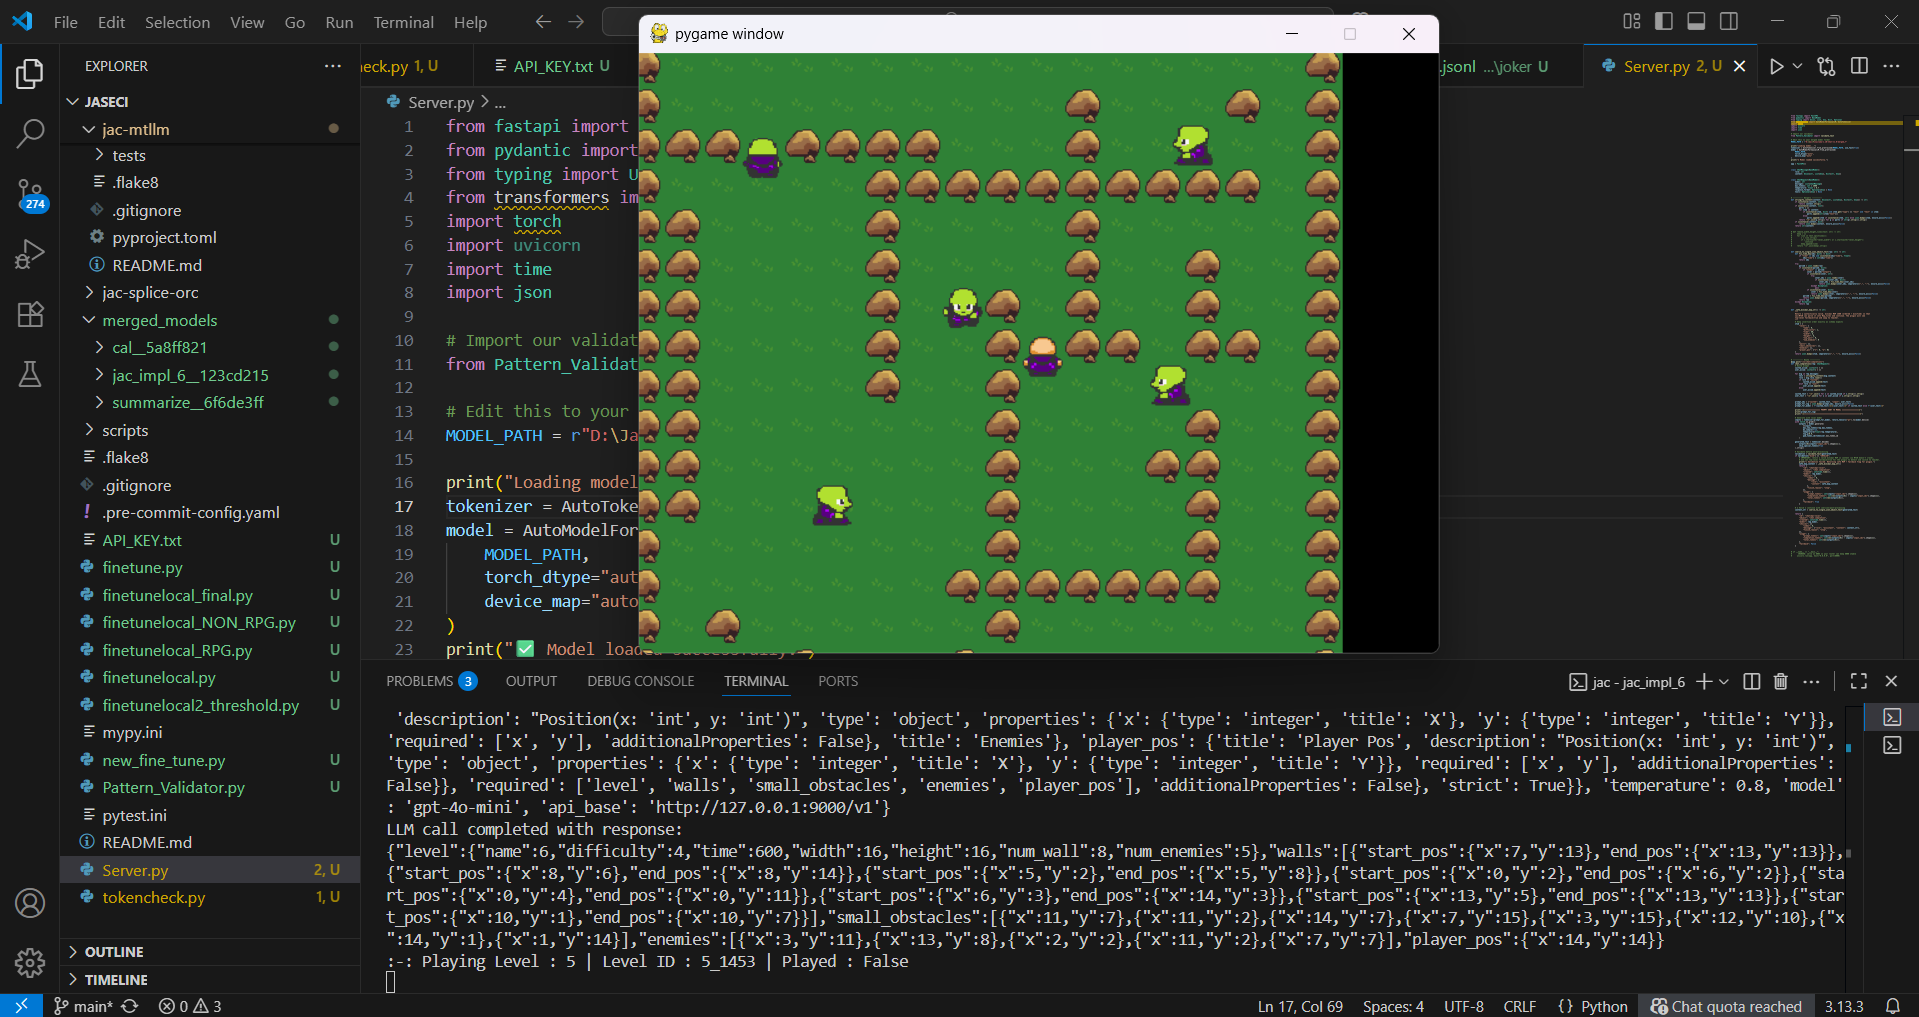 File Edit Selection View Go Run Terminal Help
pygame window
EXPLORER
eck.py 1, U
API_KEY.txt U
.jsonl ...\joker U
Server.py 2, U
JASECI
jac-mtllm
tests
.flake8
.gitignore
pyproject.toml
README.md
jac-splice-orc
merged_models
cal__5a8ff821
jac_impl_6__123cd215
summarize__6f6de3ff
scripts
.flake8
.gitignore
.pre-commit-config.yaml
API_KEY.txt U
finetune.py U
finetunelocal_final.py U
finetunelocal_NON_RPG.py U
finetunelocal_RPG.py U
finetunelocal.py U
finetunelocal2_threshold.py U
mypy.ini
new_fine_tune.py U
Pattern_Validator.py U
pytest.ini
README.md
Server.py 2, U
tokencheck.py 1, U
OUTLINE
TIMELINE
274
Server.py > ...
1 from fastapi import
2 from pydantic import
3 from typing import U
4 from transformers im
5 import torch
6 import uvicorn
7 import time
8 import json
9
10 # Import our validat
11 from Pattern_Validat
12
13 # Edit this to your
14 MODEL_PATH = r"D:\Ja
15
16 print("Loading model
17 tokenizer = AutoToke
18 model = AutoModelFor
19 MODEL_PATH,
20 torch_dtype="aut
21 device_map="auto
22 )
23 print("✅ Model loaded successfully.")
PROBLEMS 3 OUTPUT DEBUG CONSOLE TERMINAL PORTS
jac - jac_impl_6
'description': "Position(x: 'int', y: 'int')", 'type': 'object', 'properties': {'x': {'type': 'integer', 'title': 'X'}, 'y': {'type': 'integer', 'title': 'Y'}},
'required': ['x', 'y'], 'additionalProperties': False}, 'title': 'Enemies'}, 'player_pos': {'title': 'Player Pos', 'description': "Position(x: 'int', y: 'int')",
'type': 'object', 'properties': {'x': {'type': 'integer', 'title': 'X'}, 'y': {'type': 'integer', 'title': 'Y'}}, 'required': ['x', 'y'], 'additionalProperties':
False}}, 'required': ['level', 'walls', 'small_obstacles', 'enemies', 'player_pos'], 'additionalProperties': False}, 'strict': True}}, 'temperature': 0.8, 'model'
: 'gpt-4o-mini', 'api_base': 'http://127.0.0.1:9000/v1'}
LLM call completed with response:
{"level":{"name":6,"difficulty":4,"time":600,"width":16,"height":16,"num_wall":8,"num_enemies":5},"walls":[{"start_pos":{"x":7,"y":13},"end_pos":{"x":13,"y":13}},
{"start_pos":{"x":8,"y":6},"end_pos":{"x":8,"y":14}},{"start_pos":{"x":5,"y":2},"end_pos":{"x":5,"y":8}},{"start_pos":{"x":0,"y":2},"end_pos":{"x":6,"y":2}},{"sta
rt_pos":{"x":0,"y":4},"end_pos":{"x":0,"y":11}},{"start_pos":{"x":6,"y":3},"end_pos":{"x":14,"y":3}},{"start_pos":{"x":13,"y":5},"end_pos":{"x":13,"y":13}},{"star
t_pos":{"x":10,"y":1},"end_pos":{"x":10,"y":7}}],"small_obstacles":[{"x":11,"y":7},{"x":11,"y":2},{"x":14,"y":7},{"x":7,"y":15},{"x":3,"y":15},{"x":12,"y":10},{"x
":14,"y":1},{"x":1,"y":14}],"enemies":[{"x":3,"y":11},{"x":13,"y":8},{"x":2,"y":2},{"x":11,"y":2},{"x":7,"y":7}],"player_pos":{"x":14,"y":14}}
:-: Playing Level : 5 | Level ID : 5_1453 | Played : False
main* 0 3
Ln 17, Col 69 Spaces: 4 UTF-8 CRLF {} Python Chat quota reached 3.13.3